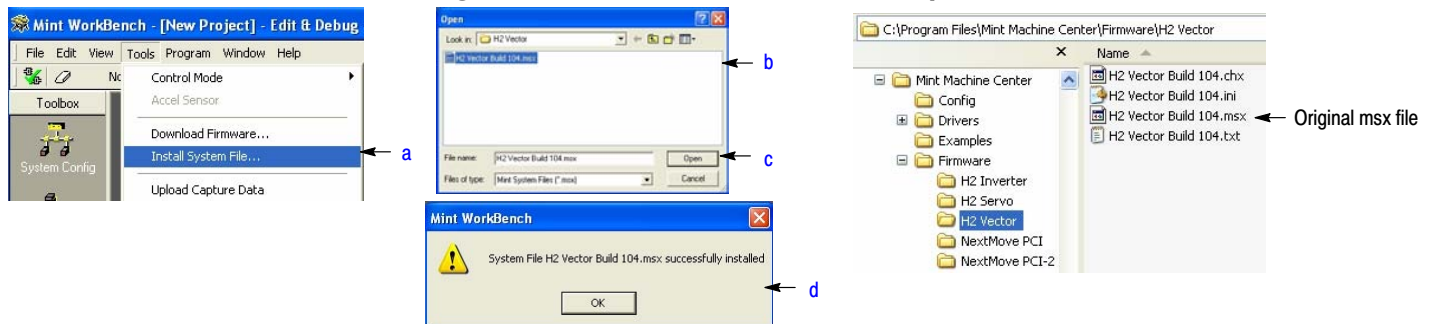 Mint WorkBench - [New Project] - Edit & Debug
File Edit View Tools Program Window Help
Toolbox
System Config
Control Mode
Accel Sensor
Download Firmware...
Install System File...
Upload Capture Data
a
Open
Look in: H2 Vector
H2 Vector Build 104.msx
b
File name: H2 Vector Build 104.msx Open
c
Files of type: Mint System Files (*.msx) Cancel
Mint WorkBench
System File H2 Vector Build 104.msx successfully installed
OK
d
C:\Program Files\Mint Machine Center\Firmware\H2 Vector
Mint Machine Center
Config
Drivers
Examples
Firmware
H2 Inverter
H2 Servo
H2 Vector
NextMove PCI
NextMove PCI-2
Name
H2 Vector Build 104.chx
H2 Vector Build 104.ini
H2 Vector Build 104.msx
Original msx file
H2 Vector Build 104.txt